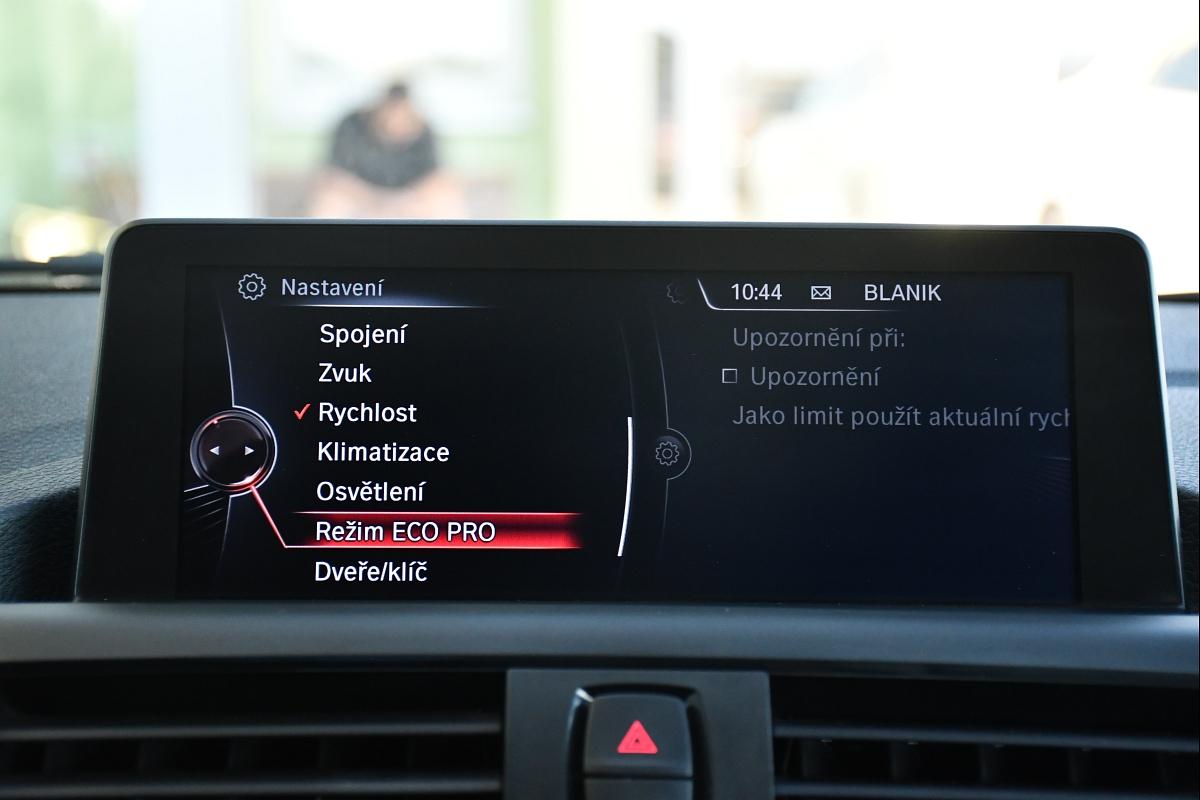 Nastavení
Spojení
Zvuk
Rychlost
Klimatizace
Osvětlení
Režim ECO PRO
Dveře/klíč
10:44 BLANIK
Upozornění při:
Upozornění
Jako limit použít aktuální rych